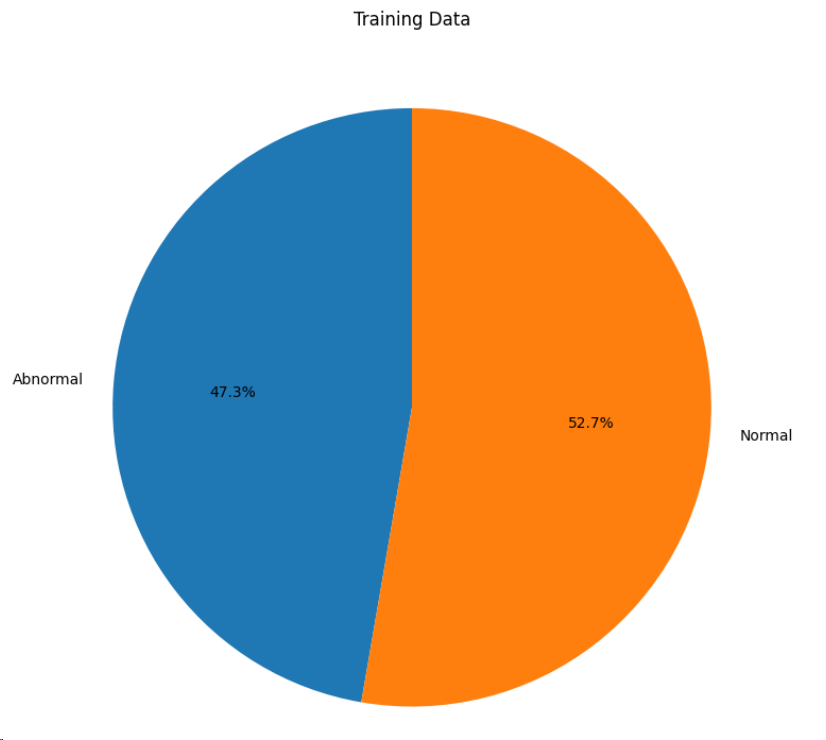 Training Data
Abnormal
47.3%
52.7%
Normal